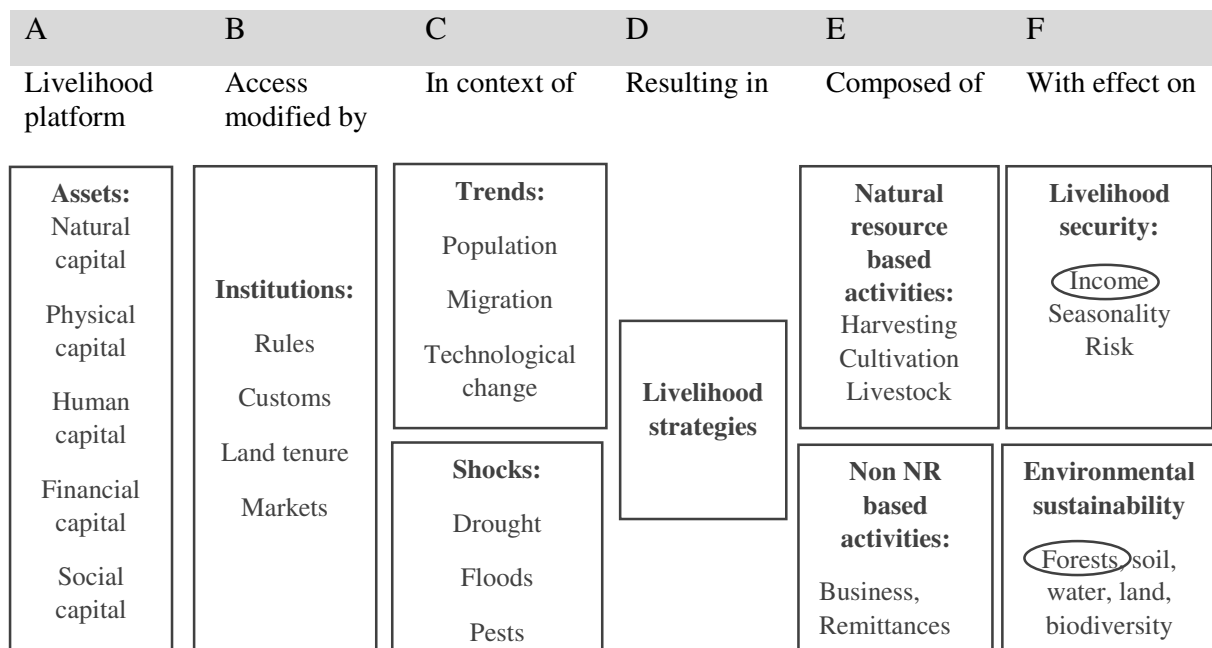 A
B
C
D
E
F
Livelihood
platform
Access
modified by
In context of
Resulting in
Composed of
With effect on
Assets:
Natural
capital
Physical
capital
Human
capital
Financial
capital
Social
capital
Institutions:
Rules
Customs
Land tenure
Markets
Trends:
Population
Migration
Technological
change
Shocks:
Drought
Floods
Pests
Livelihood
strategies
Natural
resource
based
activities:
Harvesting
Cultivation
Livestock
Non NR
based
activities:
Business,
Remittances
Livelihood
security:
Income
Seasonality
Risk
Environmental
sustainability
Forests, soil,
water, land,
biodiversity